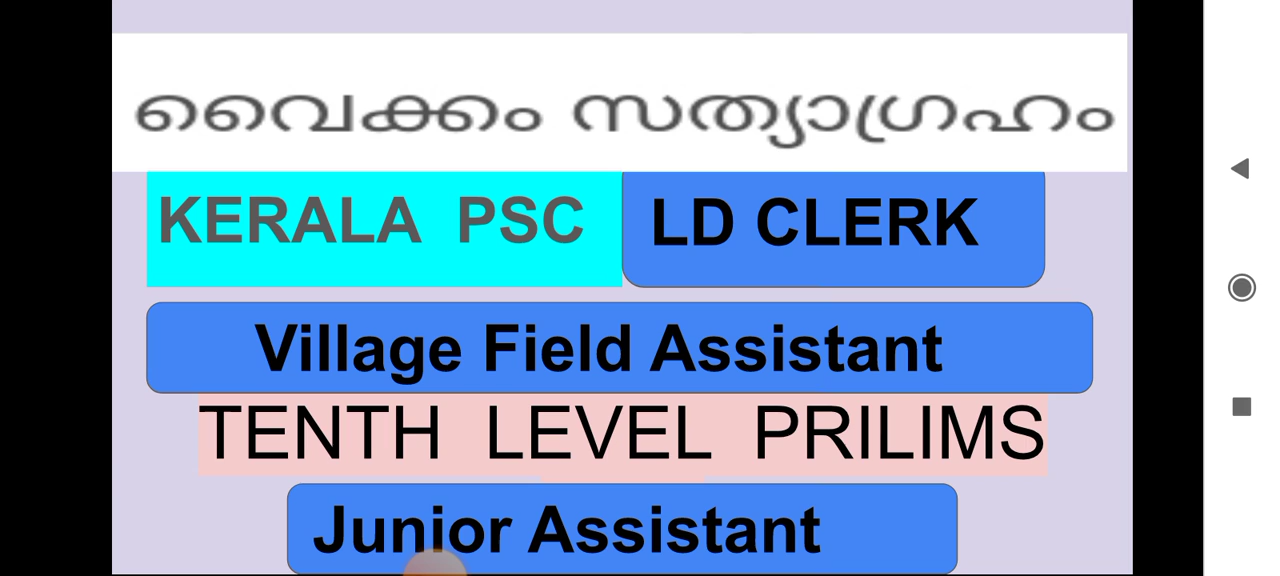 വൈക്കം സത്യാഗ്രഹം
KERALA PSC LD CLERK
Village Field Assistant
TENTH LEVEL PRILIMS
Junior Assistant